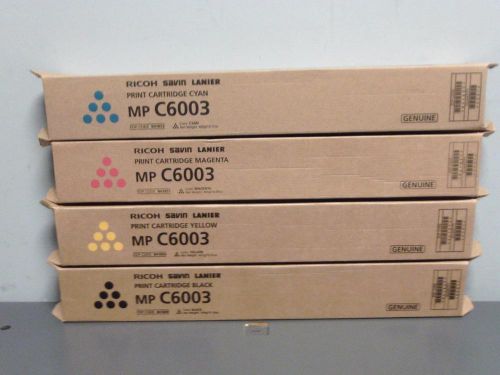 RICOH SAVIN LANIER
PRINT CARTRIDGE CYAN
MP C6003
GENUINE
RICOH SAVIN LANIER
PRINT CARTRIDGE MAGENTA
MP C6003
GENUINE
RICOH SAVIN LANIER
PRINT CARTRIDGE YELLOW
MP C6003
GENUINE
RICOH SAVIN LANIER
PRINT CARTRIDGE BLACK
MP C6003
GENUINE